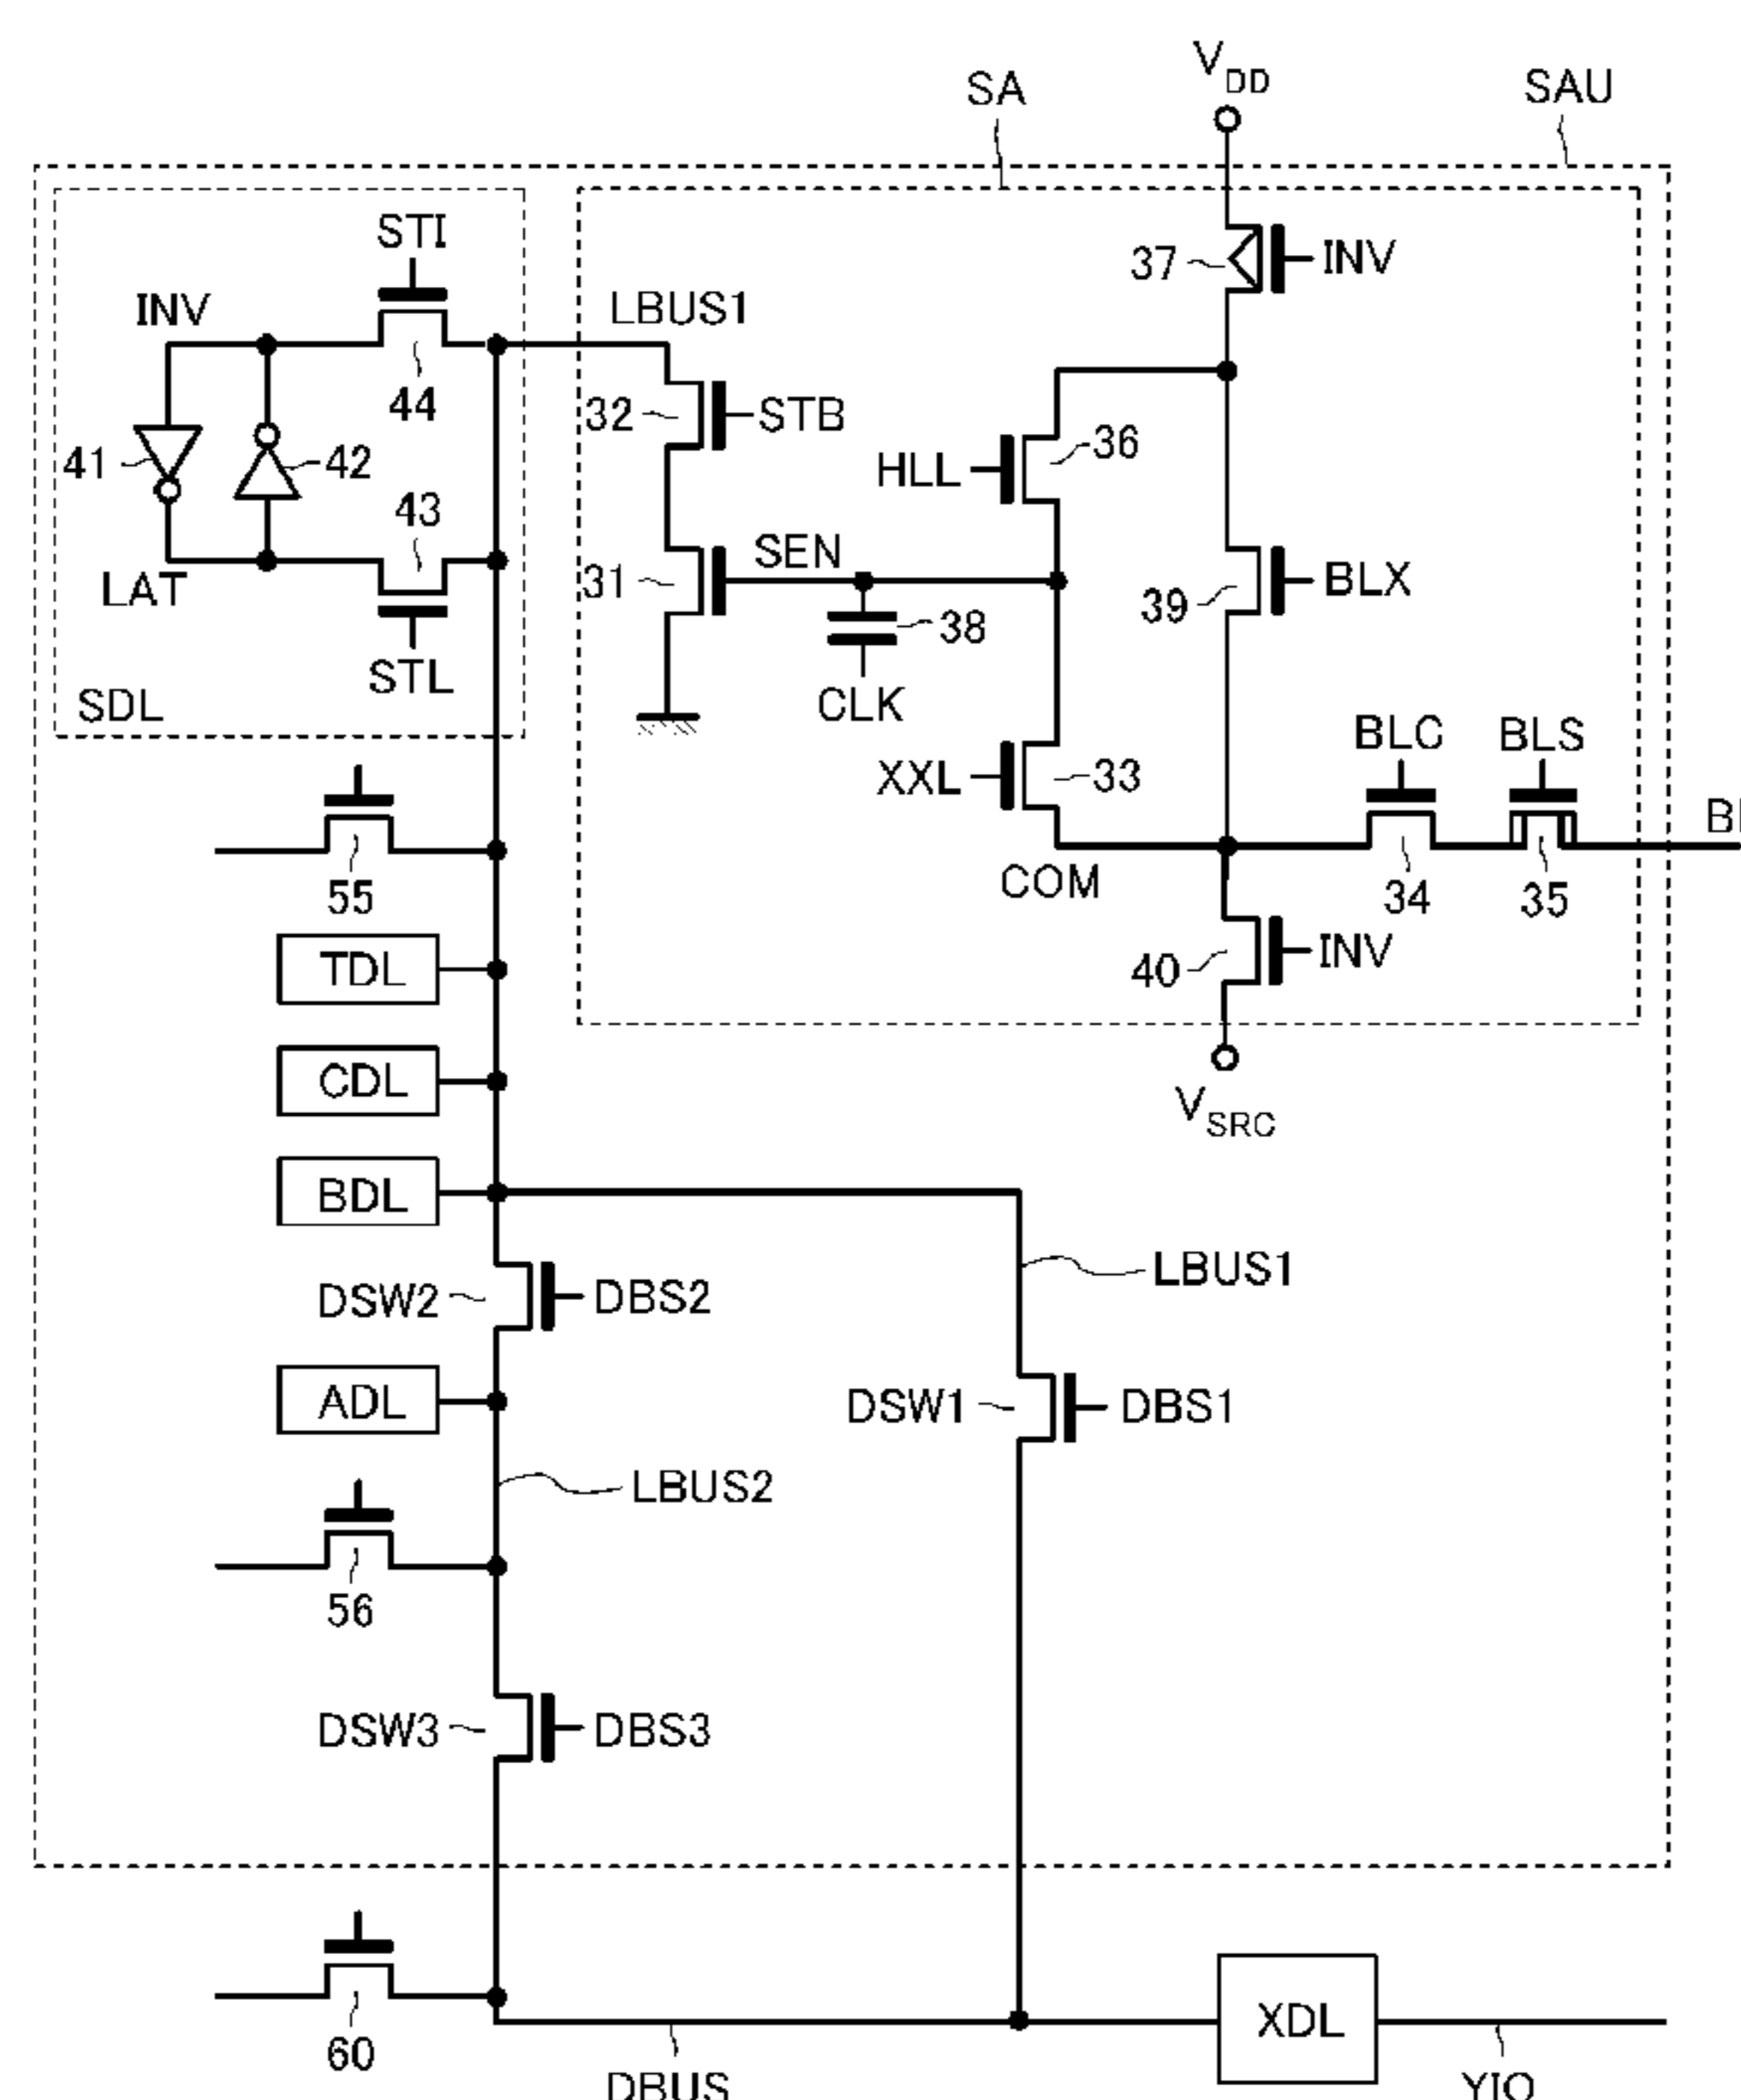 V DD
SA
SAU
STI
37
INV
INV
LBUS1
44
32
STB
36
41
42
HLL
43
SEN
31
BLX
LAT
39
38
STL
CLK
SDL
BLC
BLS
XXL
33
COM
34
35
55
INV
40
TDL
CDL
V SRC
BDL
LBUS1
DSW2
DBS2
ADL
DSW1
DBS1
LBUS2
56
DSW3
DBS3
XDL
60
DBUS
YIO